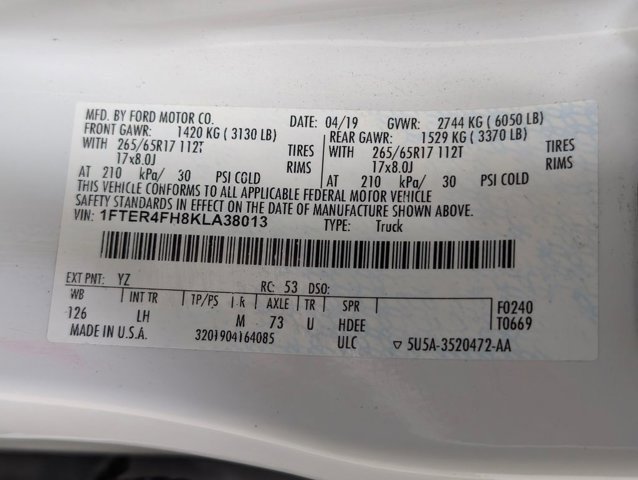 MFD. BY FORD MOTOR CO. DATE: 04/19 GVWR: 2744 KG ( 6050 LB)
FRONT GAWR: 1420 KG ( 3130 LB) REAR GAWR: 1529 KG ( 3370 LB)
WITH 265/65R17 112T TIRES WITH 265/65R17 112T TIRES
17x8.0J RIMS 17x8.0J RIMS
AT 210 kPa/ 30 PSI COLD AT 210 kPa/ 30 PSI COLD
THIS VEHICLE CONFORMS TO ALL APPLICABLE FEDERAL MOTOR VEHICLE
SAFETY STANDARDS IN EFFECT ON THE DATE OF MANUFACTURE SHOWN ABOVE.
VIN: 1FTER4FH8KLA38013 TYPE: Truck
EXT PNT: YZ RC: 53 DSO: F0240
WB INT TR TP/PS R AXLE TR SPR T0669
126 LH M 73 U HDEE
MADE IN U.S.A. 3201904164085 ULC ▽ 5U5A-3520472-AA